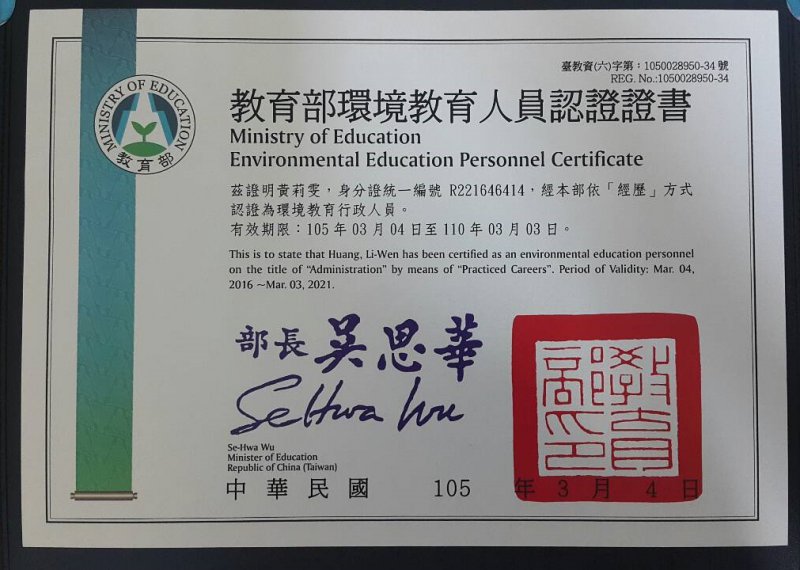 臺教資(六)字第：1050028950-34 號
REG. No.:1050028950-34
MINISTRY OF EDUCATION
教育部
教育部環境教育人員認證證書
Ministry of Education
Environmental Education Personnel Certificate
茲證明黃莉雯，身分證統一編號 R221646414，經本部依「經歷」方式
認證為環境教育行政人員。
有效期限：105 年 03 月 04 日至 110 年 03 月 03 日。
This is to state that Huang, Li-Wen has been certified as an environmental education personnel
on the title of “Administration” by means of “Practiced Careers”. Period of Validity: Mar. 04,
2016 ～Mar. 03, 2021.
部長 吳思華
SeHwa Wu
Se-Hwa Wu
Minister of Education
Republic of China (Taiwan)
教育部印
中華民國 105 年 3 月 4 日